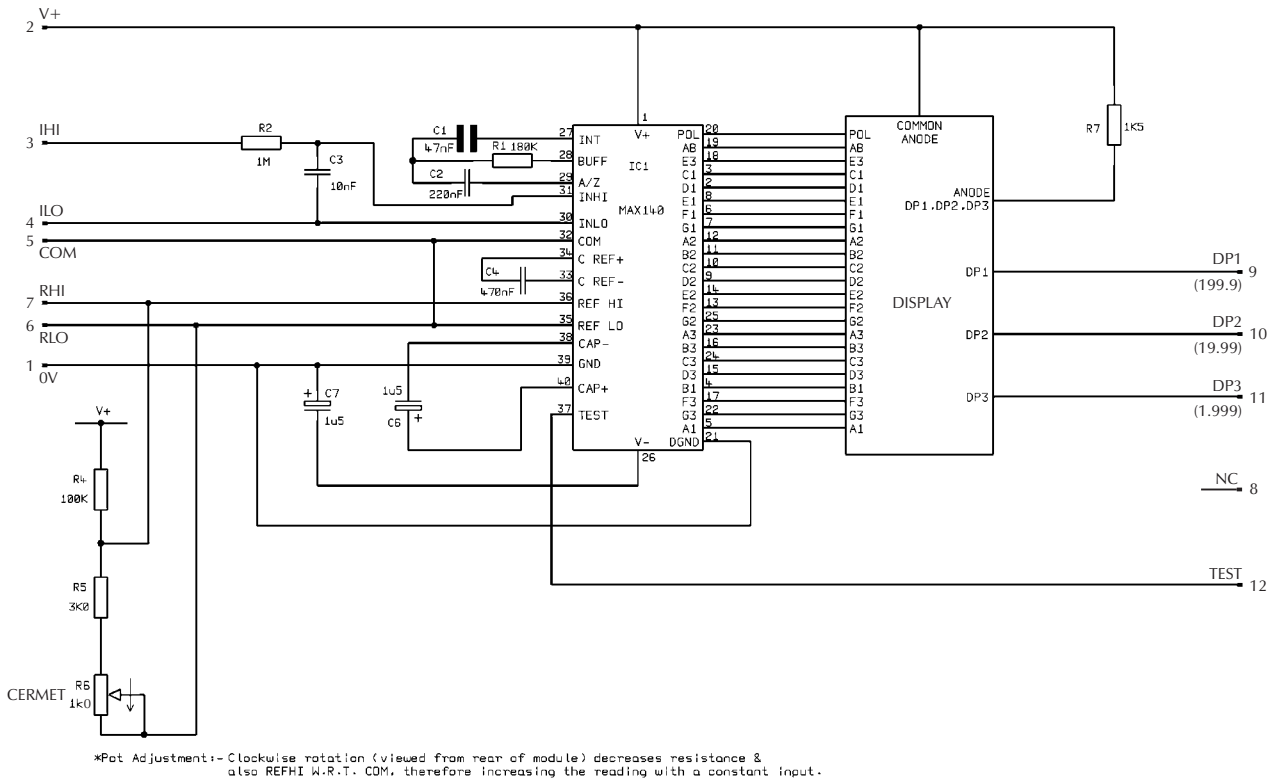 V+
2
IHI
3
ILO
4
5
COM
RHI
7
6
RLO
1
0V
R2
1M
C3
10nF
C1
47nF
R1 180K
C2
220nF
C4
470nF
C7
1u5
+
1u5
C6
+
V+
R4
100K
R5
3K0
CERMET
R6
1k0
1
V+
IC1
MAX140
27 INT
28 BUFF
29 A/Z
31 INHI
30 INLO
32 COM
34 C REF+
33 C REF-
36 REF HI
35 REF LO
38 CAP-
39 GND
40 CAP+
37 TEST
V-
26
POL 20
AB 19
E3 18
C1 3
D1 2
E1 8
F1 6
G1 7
A2 12
B2 11
C2 10
D2 9
E2 14
F2 13
G2 25
A3 23
B3 16
C3 24
D3 15
B1 4
F3 17
G3 22
A1 5
DGND 21
COMMON
ANODE
POL
AB
E3
C1
D1
E1
F1
G1
A2
B2
C2
D2
E2
F2
G2
A3
B3
C3
D3
B1
F3
G3
A1
ANODE
DP1,DP2,DP3
DP1
DISPLAY
DP2
DP3
R7
1K5
DP1
9
(199.9)
DP2
10
(19.99)
DP3
11
(1.999)
NC
8
TEST
12
*Pot Adjustment:- Clockwise rotation (viewed from rear of module) decreases resistance &
also REFHI W.R.T. COM, therefore increasing the reading with a constant input.